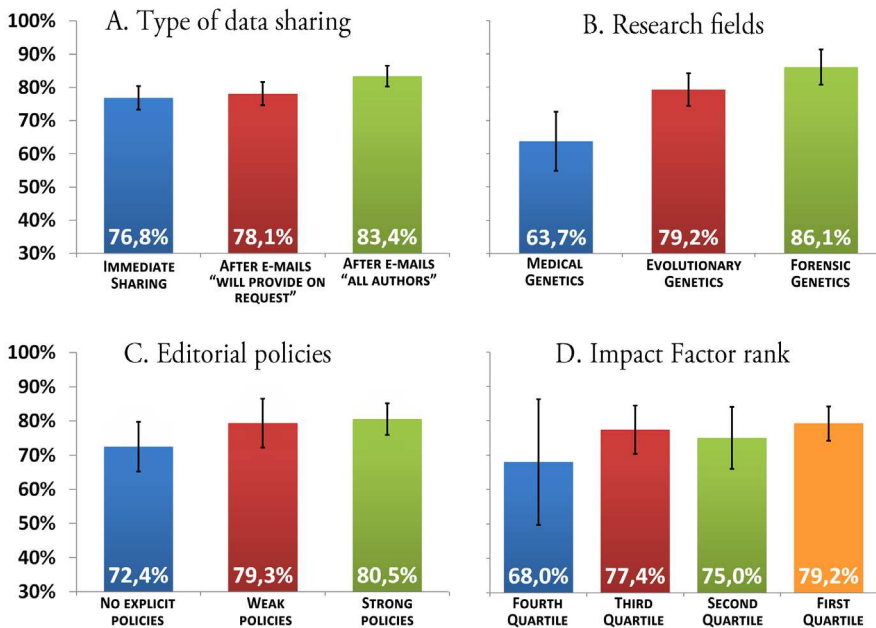 A. Type of data sharing
100%
90%
80%
70%
60%
50%
40%
30%
76,8%
78,1%
83,4%
IMMEDIATE
SHARING
AFTER E-MAILS
“WILL PROVIDE ON
REQUEST”
AFTER E-MAILS
“ALL AUTHORS”
B. Research fields
63,7%
79,2%
86,1%
MEDICAL
GENETICS
EVOLUTIONARY
GENETICS
FORENSIC
GENETICS
C. Editorial policies
100%
90%
80%
70%
60%
50%
40%
30%
72,4%
79,3%
80,5%
NO EXPLICIT
POLICIES
WEAK
POLICIES
STRONG
POLICIES
D. Impact Factor rank
68,0%
77,4%
75,0%
79,2%
FOURTH
QUARTILE
THIRD
QUARTILE
SECOND
QUARTILE
FIRST
QUARTILE